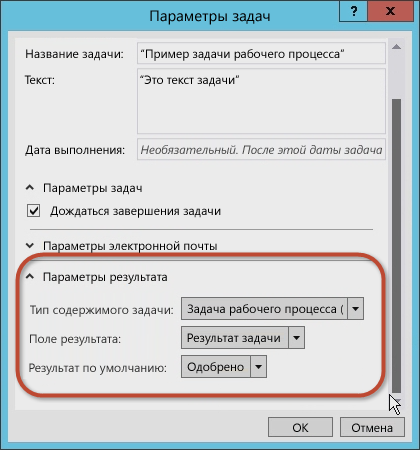 Параметры задач
?
x
Название задачи: "Пример задачи рабочего процесса"
Текст: "Это текст задачи"
Дата выполнения: Необязательный. После этой даты задача
Параметры задач
Дождаться завершения задачи
Параметры электронной почты
Параметры результата
Тип содержимого задачи: Задача рабочего процесса (
Поле результата: Результат задачи
Результат по умолчанию: Одобрено
ОК Отмена